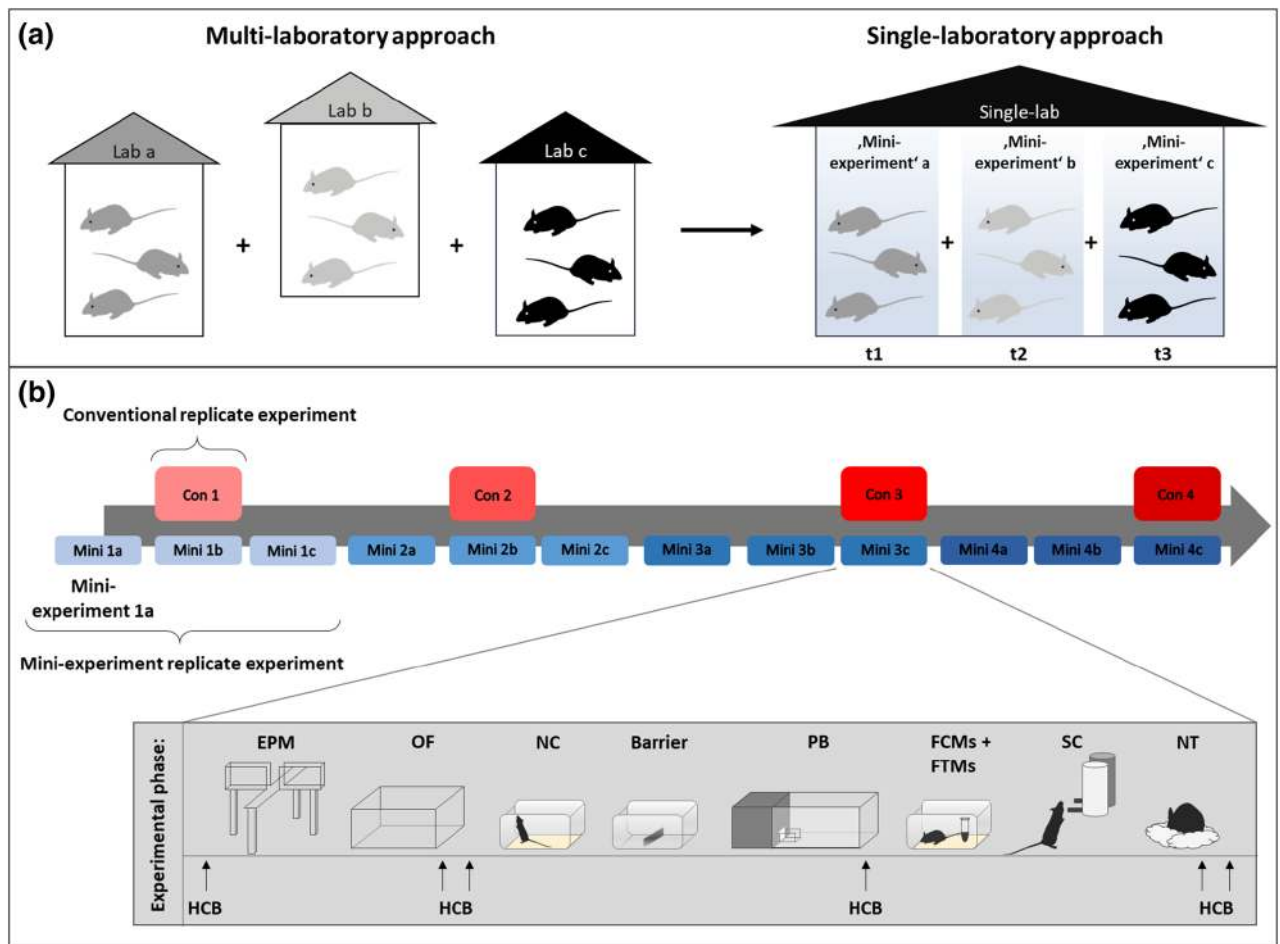 (a)
Multi-laboratory approach
Single-laboratory approach
Lab a
Lab b
Lab c
Single-lab
‚Mini-
experiment‘ a
‚Mini-
experiment‘ b
‚Mini-
experiment‘ c
+
+
+
+
t1
t2
t3
(b)
Conventional replicate experiment
Con 1
Con 2
Con 3
Con 4
Mini 1a
Mini 1b
Mini 1c
Mini 2a
Mini 2b
Mini 2c
Mini 3a
Mini 3b
Mini 3c
Mini 4a
Mini 4b
Mini 4c
Mini-
experiment 1a
Mini-experiment replicate experiment
Experimental phase:
EPM
OF
NC
Barrier
PB
FCMs +
FTMs
SC
NT
HCB
HCB
HCB
HCB